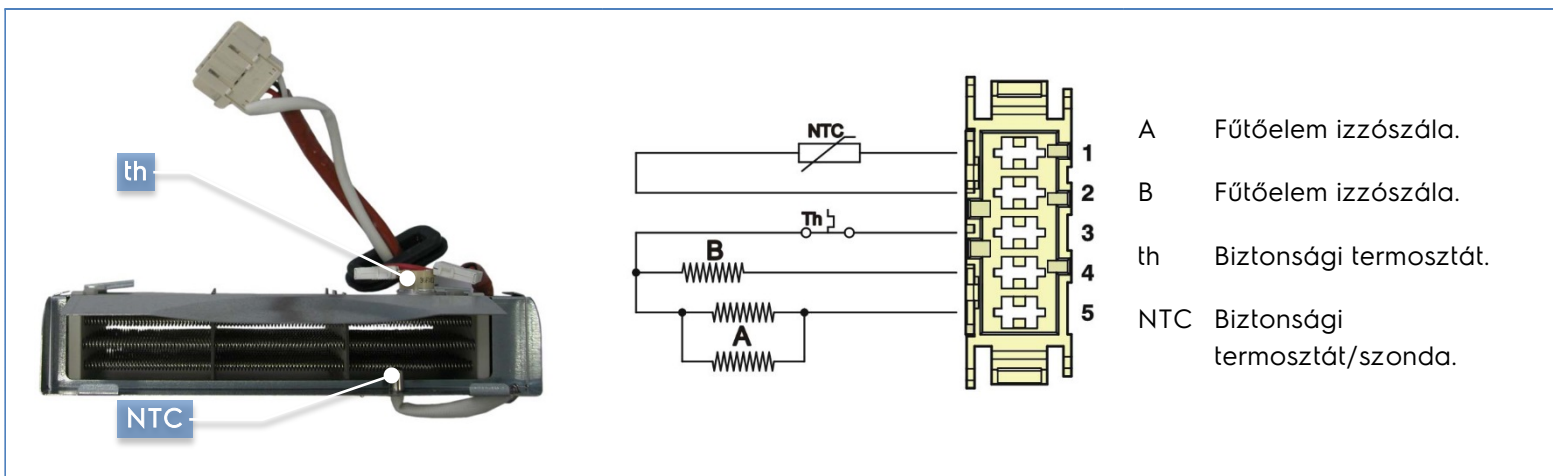 th
NTC
NTC
Th
B
A
1
2
3
4
5
A Fűtőelem izzószála.
B Fűtőelem izzószála.
th Biztonsági termosztát.
NTC Biztonsági
termosztát/szonda.